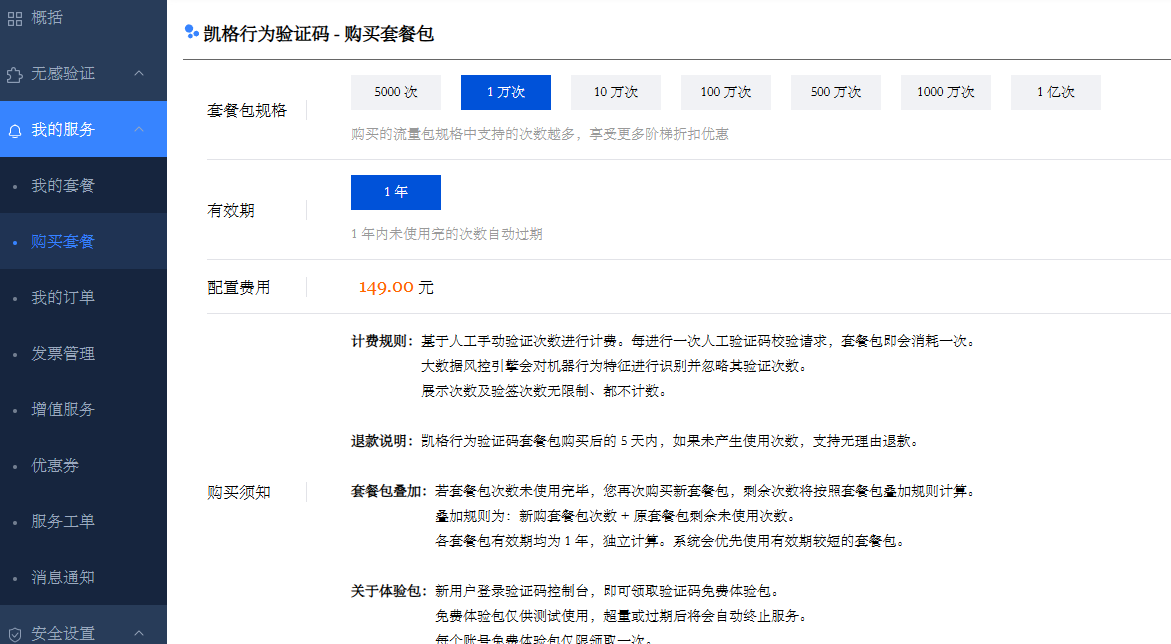 概括
无感验证
我的服务
我的套餐
购买套餐
我的订单
发票管理
增值服务
优惠券
服务工单
消息通知
安全设置
凯格行为验证码 - 购买套餐包
套餐包规格
5000 次
1 万次
10 万次
100 万次
500 万次
1000 万次
1 亿次
购买的流量包规格中支持的次数越多，享受更多阶梯折扣优惠
有效期
1 年
1 年内未使用完的次数自动过期
配置费用
149.00 元
购买须知
计费规则：基于人工手动验证次数进行计费。每进行一次人工验证码校验请求，套餐包即会消耗一次。
大数据风控引擎会对机器行为特征进行识别并忽略其验证次数。
展示次数及验签次数无限制、都不计数。
退款说明：凯格行为验证码套餐包购买后的 5 天内，如果未产生使用次数，支持无理由退款。
套餐包叠加：若套餐包次数未使用完毕，您再次购买新套餐包，剩余次数将按照套餐包叠加规则计算。
叠加规则为：新购套餐包次数 + 原套餐包剩余未使用次数。
各套餐包有效期均为 1 年，独立计算。系统会优先使用有效期较短的套餐包。
关于体验包：新用户登录验证码控制台，即可领取验证码免费体验包。
免费体验包仅供测试使用，超量或过期后将会自动终止服务。
每个账号免费体验包仅限领取一次。